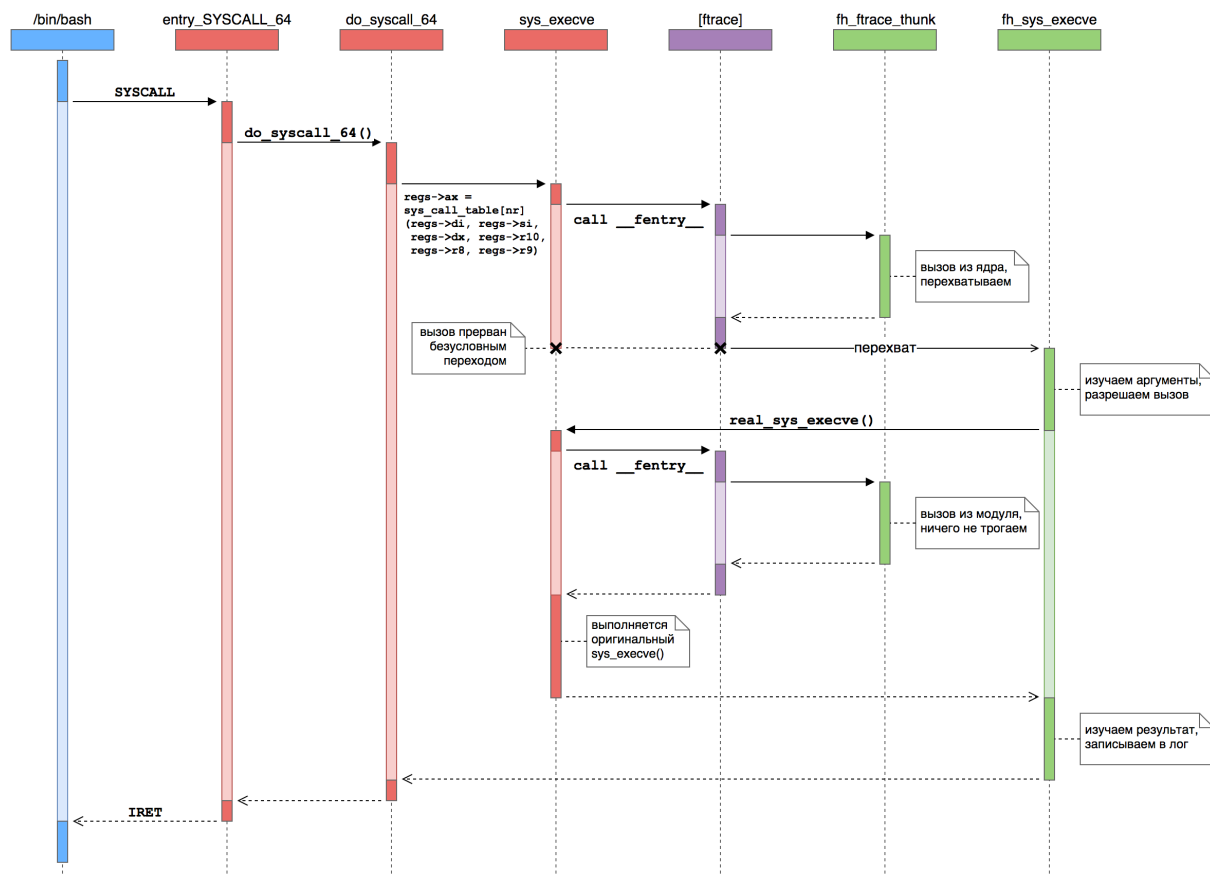 /bin/bash
entry_SYSCALL_64
do_syscall_64
sys_execve
[ftrace]
fh_ftrace_thunk
fh_sys_execve
SYSCALL
do_syscall_64()
regs->ax =
sys_call_table[nr]
(regs->di, regs->si,
regs->dx, regs->r10,
regs->r8, regs->r9)
call __fentry__
вызов из ядра,
перехватываем
вызов прерван
безусловным
переходом
перехват
изучаем аргументы,
разрешаем вызов
real_sys_execve()
call __fentry__
вызов из модуля,
ничего не трогаем
выполняется
оригинальный
sys_execve()
изучаем результат,
записываем в лог
IRET